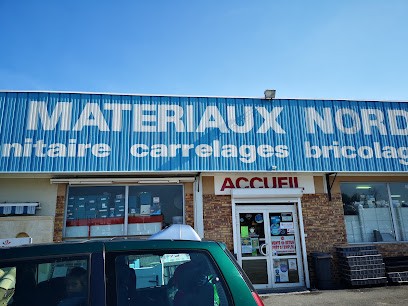 MATERIAUX NORD
nitaire carrelages bricolag
ACCUEIL